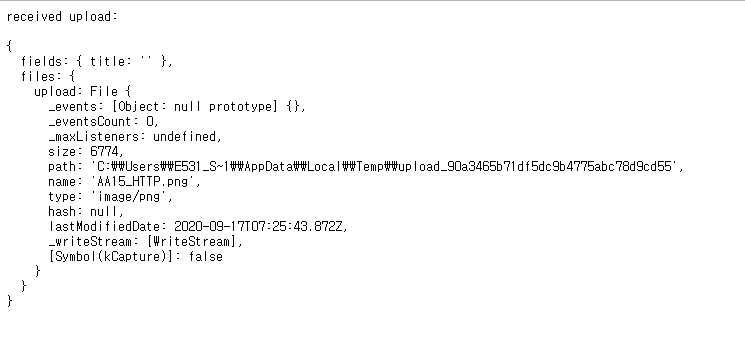 received upload:
{
fields: { title: '' },
files: {
upload: File {
_events: [Object: null prototype] {},
_eventsCount: 0,
_maxListeners: undefined,
size: 6774,
path: 'C:₩₩Users₩₩E531_S~1₩₩AppData₩₩Local₩₩Temp₩₩upload_90a3465b71df5dc9b4775abc78d9cd55',
name: 'AA15_HTTP.png',
type: 'image/png',
hash: null,
lastModifiedDate: 2020-09-17T07:25:43.872Z,
_writeStream: [WriteStream],
[Symbol(kCapture)]: false
}
}
}